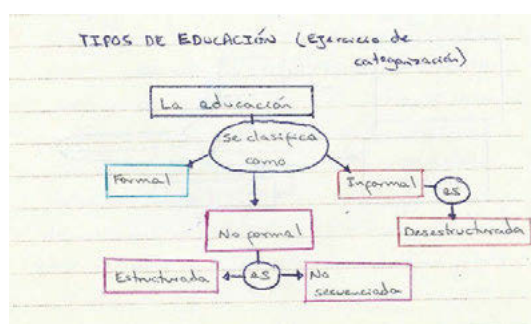 TIPOS DE EDUCACIÓN (Ejercicio de
categorización)
La educación
se clasifica
como
Formal
Informal
es
No formal
Desestructurada
Estructurada
es
No
secuenciada